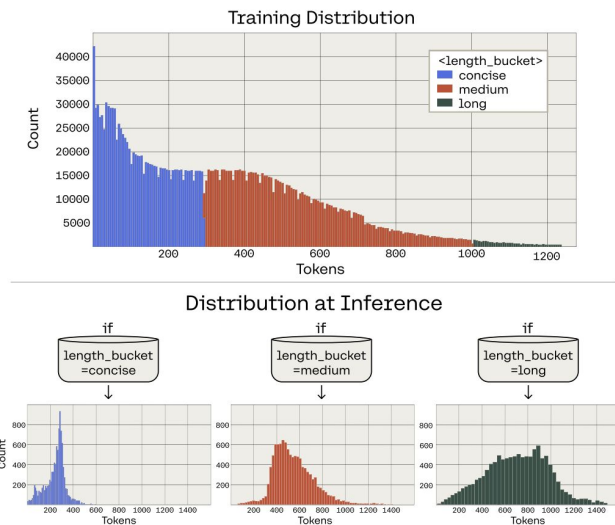 Training Distribution
Count
40000
35000
30000
25000
20000
15000
10000
5000
<length_bucket>
concise
medium
long
200 400 600 800 1000 1200
Tokens
Distribution at Inference
if if if
length_bucket =concise
length_bucket =medium
length_bucket =long
Count
800
600
400
200
200 400 600 800 1000 1200 1400
Tokens
800
600
400
200
200 400 600 800 1000 1200 1400
Tokens
800
600
400
200
200 400 600 800 1000 1200 1400
Tokens